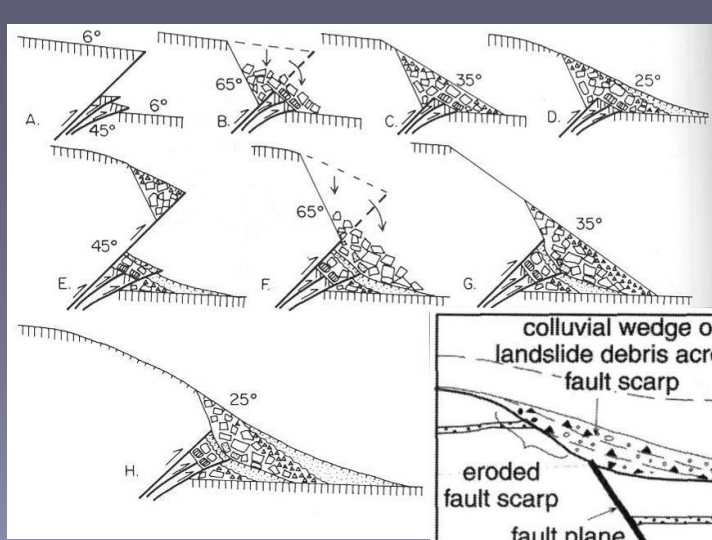 6°
6°
45°
A.
65°
B.
35°
C.
25°
D.
45°
E.
65°
F.
35°
G.
25°
H.
colluvial wedge o
landslide debris acr
fault scarp
eroded
fault scarp
fault plane